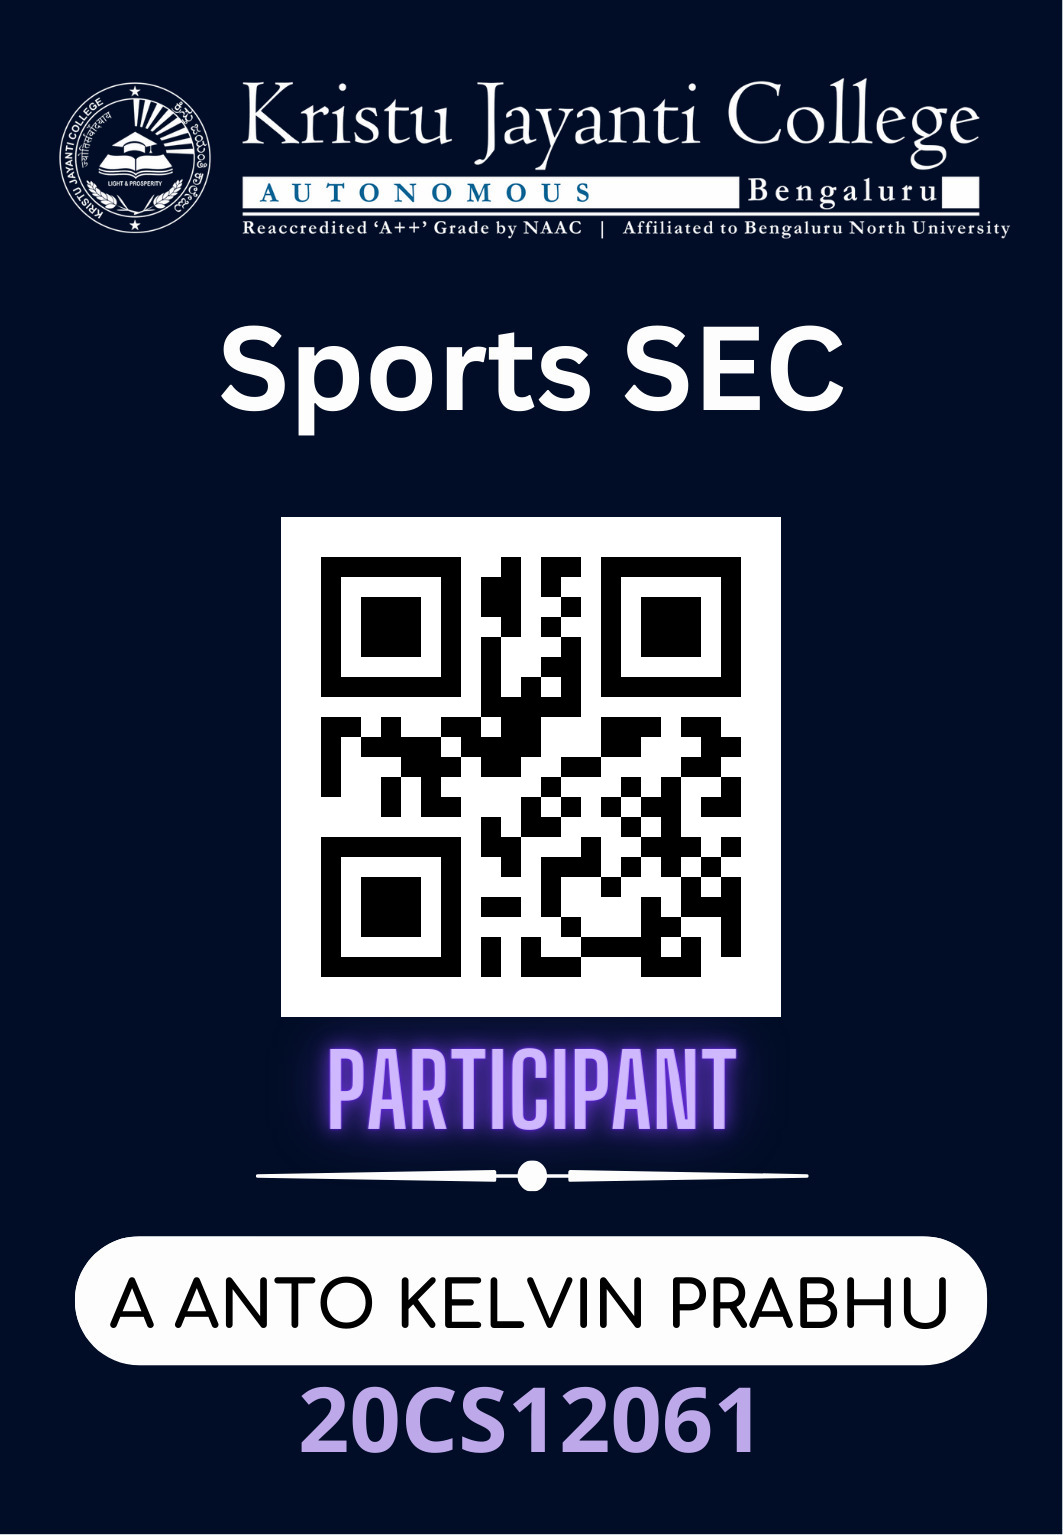 KRISTU JAYANTI COLLEGE
LIGHT & PROSPERITY
Kristu Jayanti College
AUTONOMOUS Bengaluru
Reaccredited ‘A++’ Grade by NAAC | Affiliated to Bengaluru North University
Sports SEC
PARTICIPANT
A ANTO KELVIN PRABHU
20CS12061